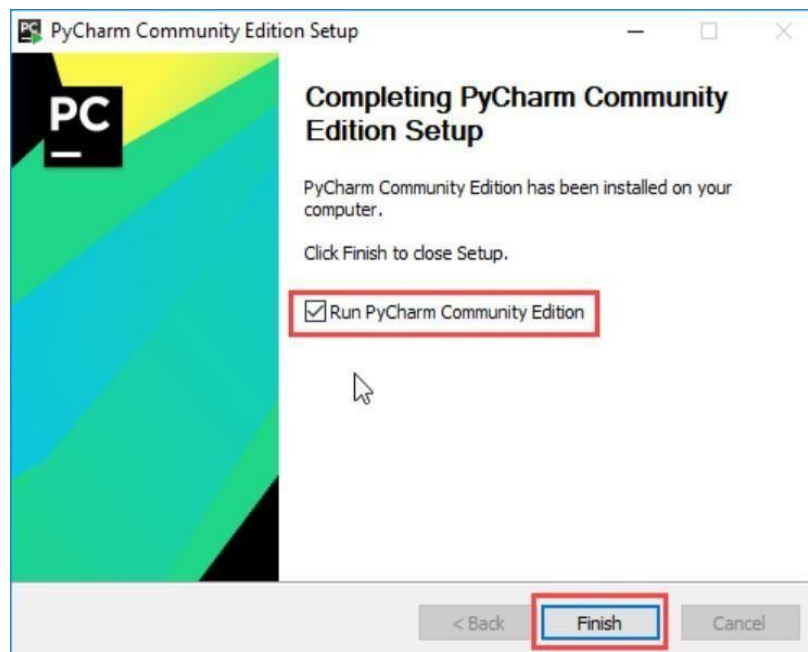 PyCharm Community Edition Setup
PC
Completing PyCharm Community
Edition Setup
PyCharm Community Edition has been installed on your
computer.
Click Finish to close Setup.
Run PyCharm Community Edition
< Back
Finish
Cancel